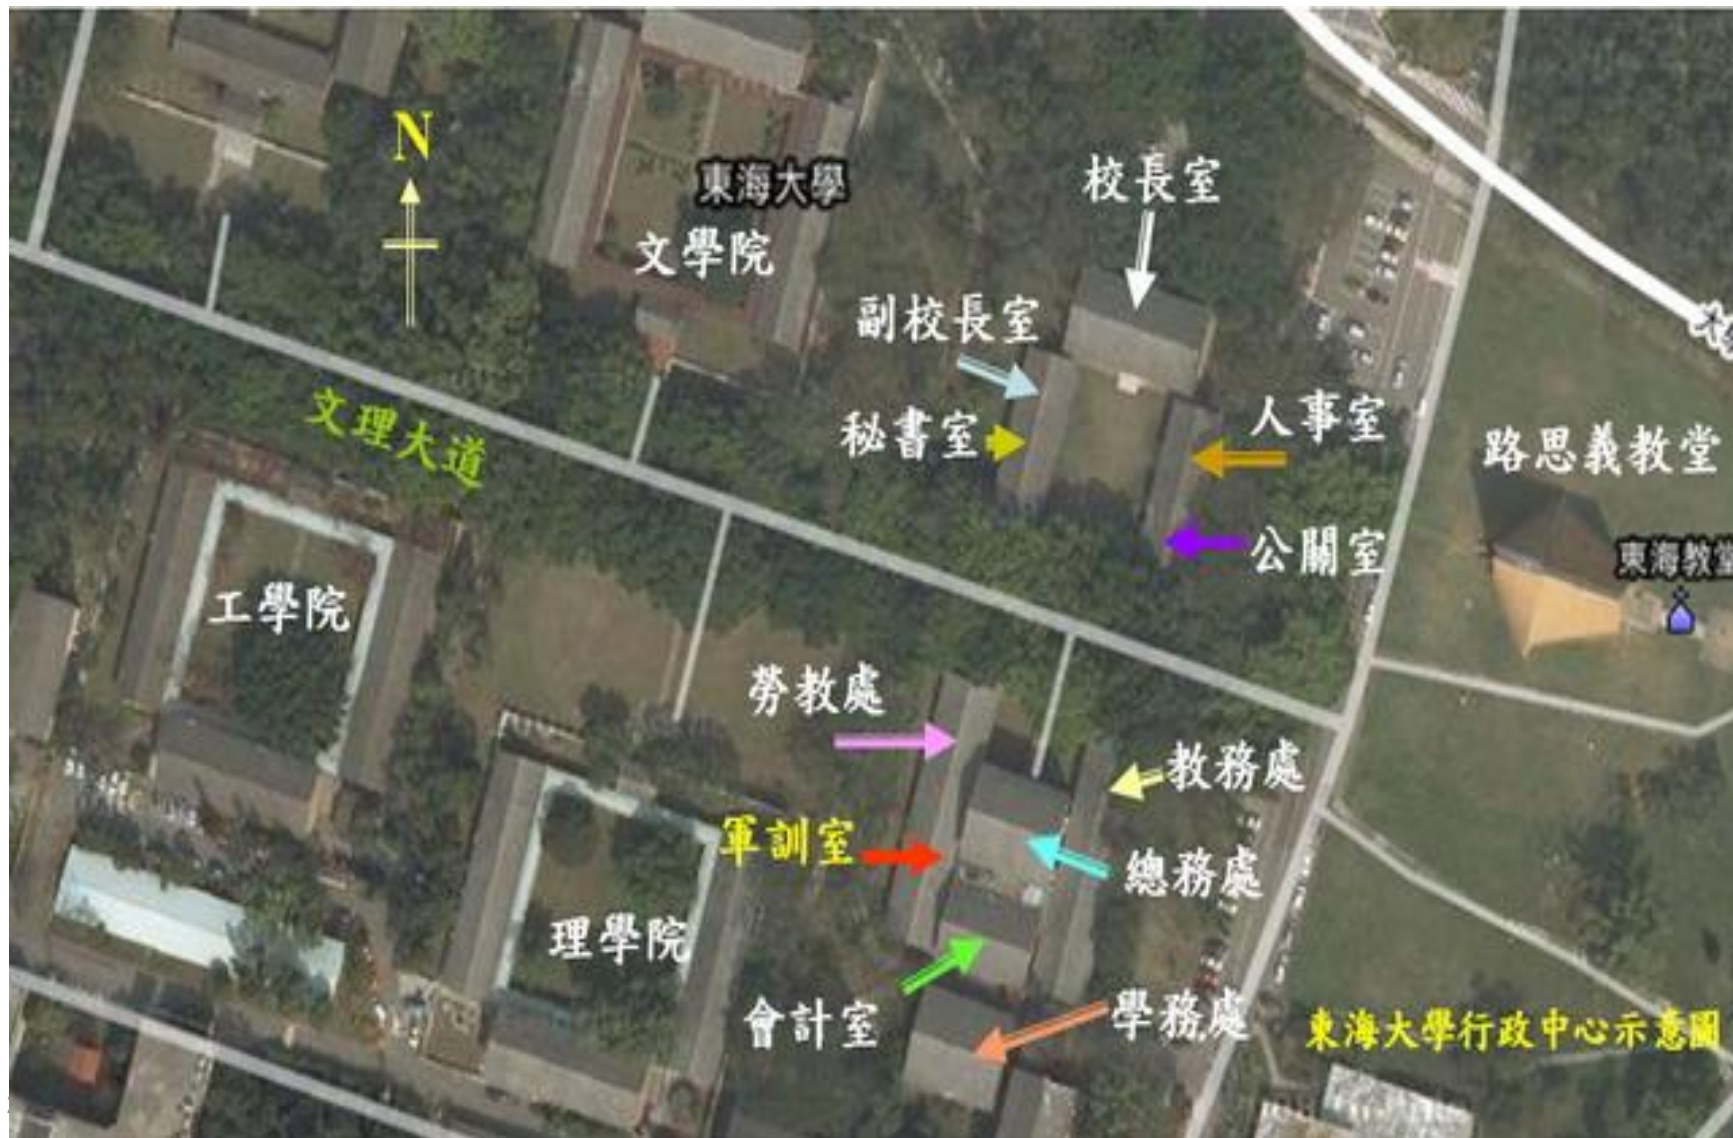 N
東海大學
校長室
文學院
副校長室
文理大道
秘書室
人事室
路思義教堂
公關室
東海教堂
工學院
勞教處
教務處
軍訓室
總務處
理學院
會計室
學務處
東海大學行政中心示意圖